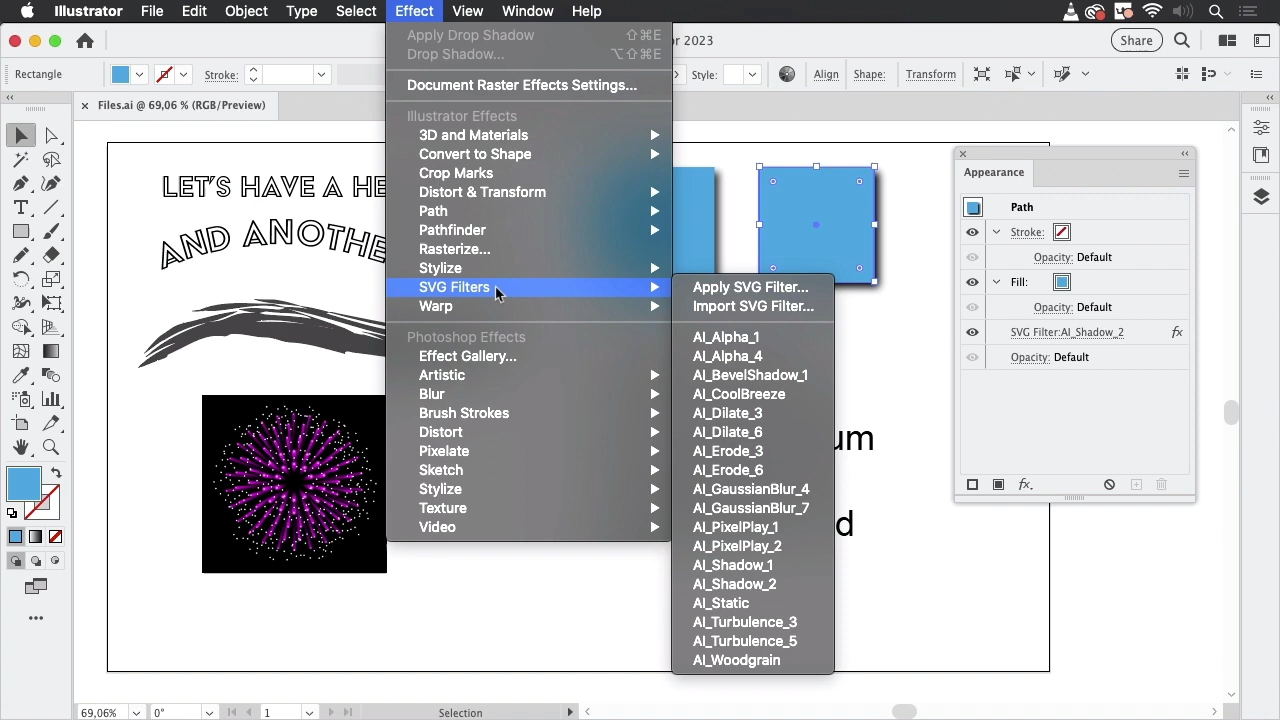 Illustrator File Edit Object Type Select Effect View Window Help
or 2023
Share
Rectangle
Stroke:
Style:
Align
Shape:
Transform
× Files.ai @ 69,06 % (RGB/Preview)
Apply Drop Shadow ⇧⌘E
Drop Shadow... ⌥⇧⌘E
Document Raster Effects Settings...
Illustrator Effects
3D and Materials
Convert to Shape
Crop Marks
Distort & Transform
Path
Pathfinder
Rasterize...
Stylize
SVG Filters
Warp
Photoshop Effects
Effect Gallery...
Artistic
Blur
Brush Strokes
Distort
Pixelate
Sketch
Stylize
Texture
Video
Apply SVG Filter...
Import SVG Filter...
AI_Alpha_1
AI_Alpha_4
AI_BevelShadow_1
AI_CoolBreeze
AI_Dilate_3
AI_Dilate_6
AI_Erode_3
AI_Erode_6
AI_GaussianBlur_4
AI_GaussianBlur_7
AI_PixelPlay_1
AI_PixelPlay_2
AI_Shadow_1
AI_Shadow_2
AI_Static
AI_Turbulence_3
AI_Turbulence_5
AI_Woodgrain
LET'S HAVE A HE
AND ANOTHE
um
d
Appearance
Path
Stroke:
Opacity: Default
Fill:
Opacity: Default
SVG Filter:AI_Shadow_2 fx
Opacity: Default
fx.
69,06% 0° 1 Selection